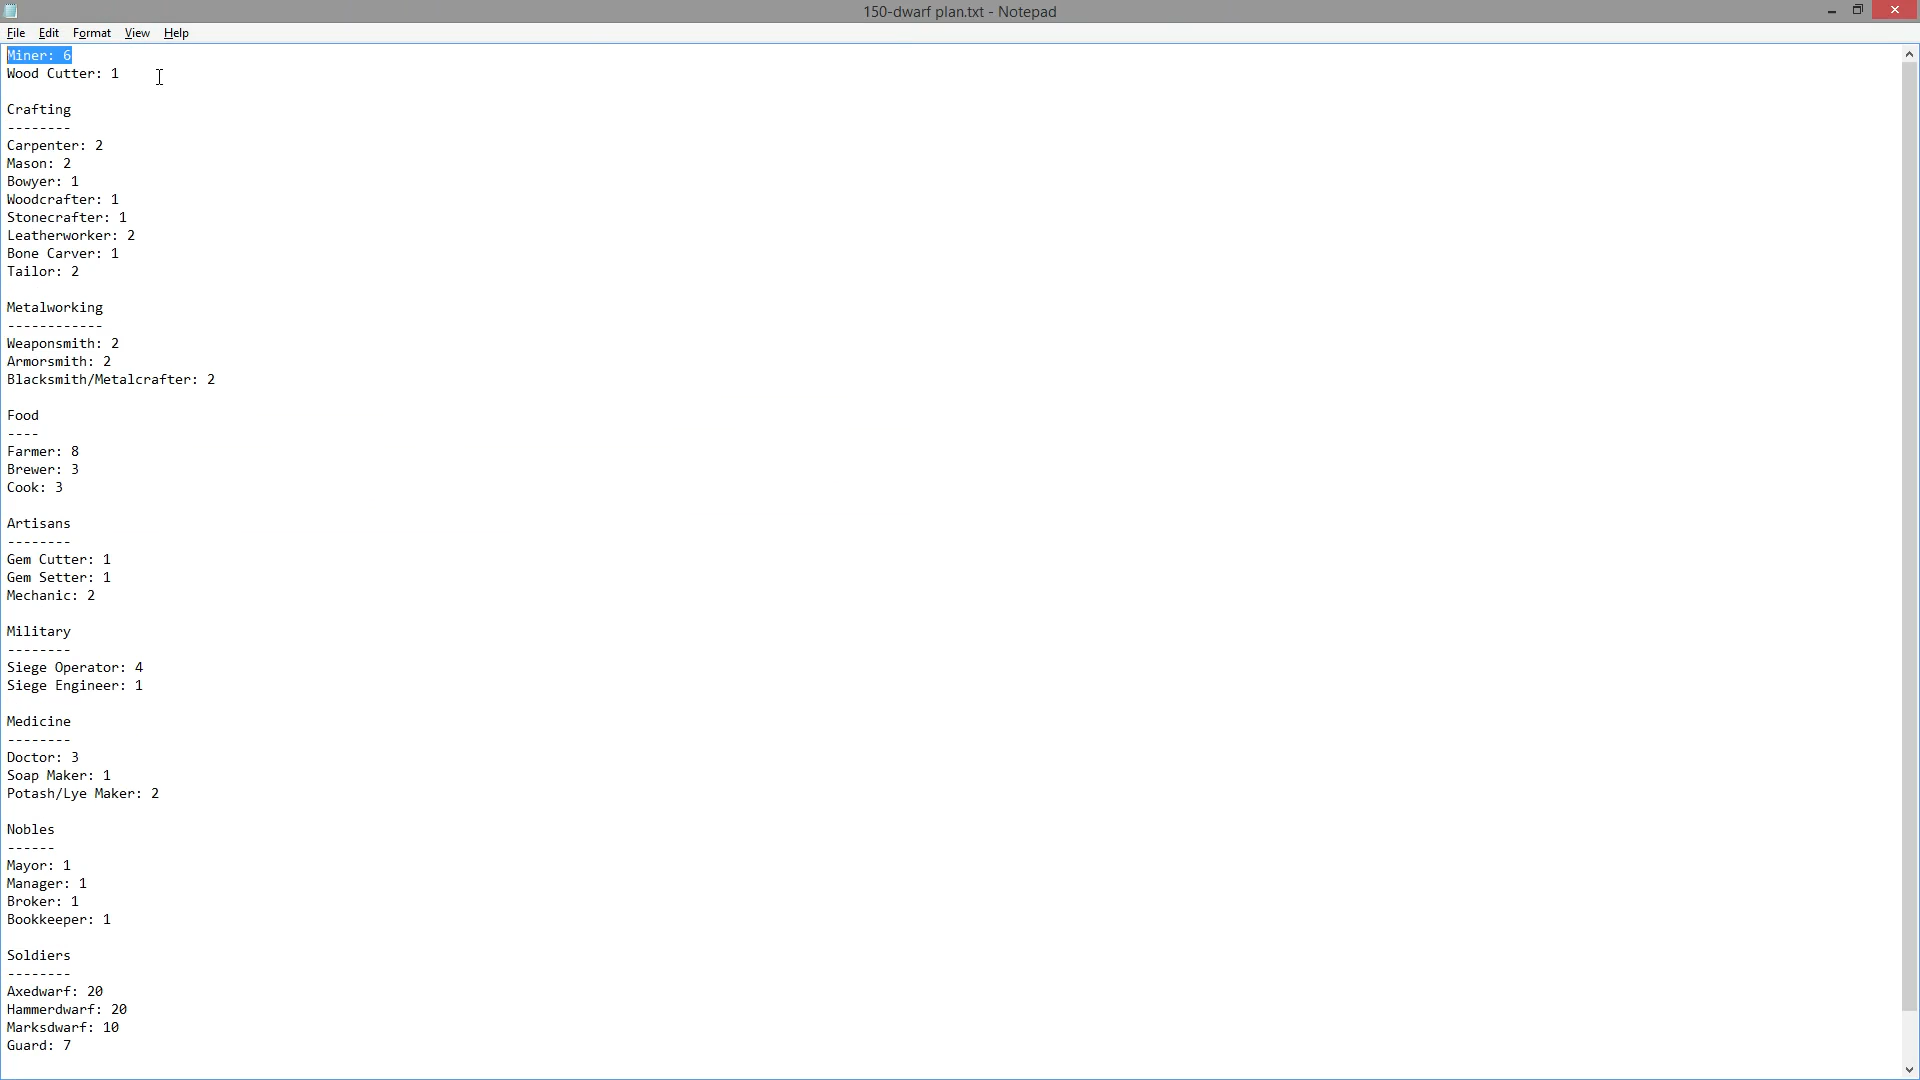 150-dwarf plan.txt - Notepad
File Edit Format View Help
Miner: 6
Wood Cutter: 1

Crafting
--------
Carpenter: 2
Mason: 2
Bowyer: 1
Woodcrafter: 1
Stonecrafter: 1
Leatherworker: 2
Bone Carver: 1
Tailor: 2

Metalworking
------------
Weaponsmith: 2
Armorsmith: 2
Blacksmith/Metalcrafter: 2

Food
----
Farmer: 8
Brewer: 3
Cook: 3

Artisans
--------
Gem Cutter: 1
Gem Setter: 1
Mechanic: 2

Military
--------
Siege Operator: 4
Siege Engineer: 1

Medicine
--------
Doctor: 3
Soap Maker: 1
Potash/Lye Maker: 2

Nobles
------
Mayor: 1
Manager: 1
Broker: 1
Bookkeeper: 1

Soldiers
--------
Axedwarf: 20
Hammerdwarf: 20
Marksdwarf: 10
Guard: 7